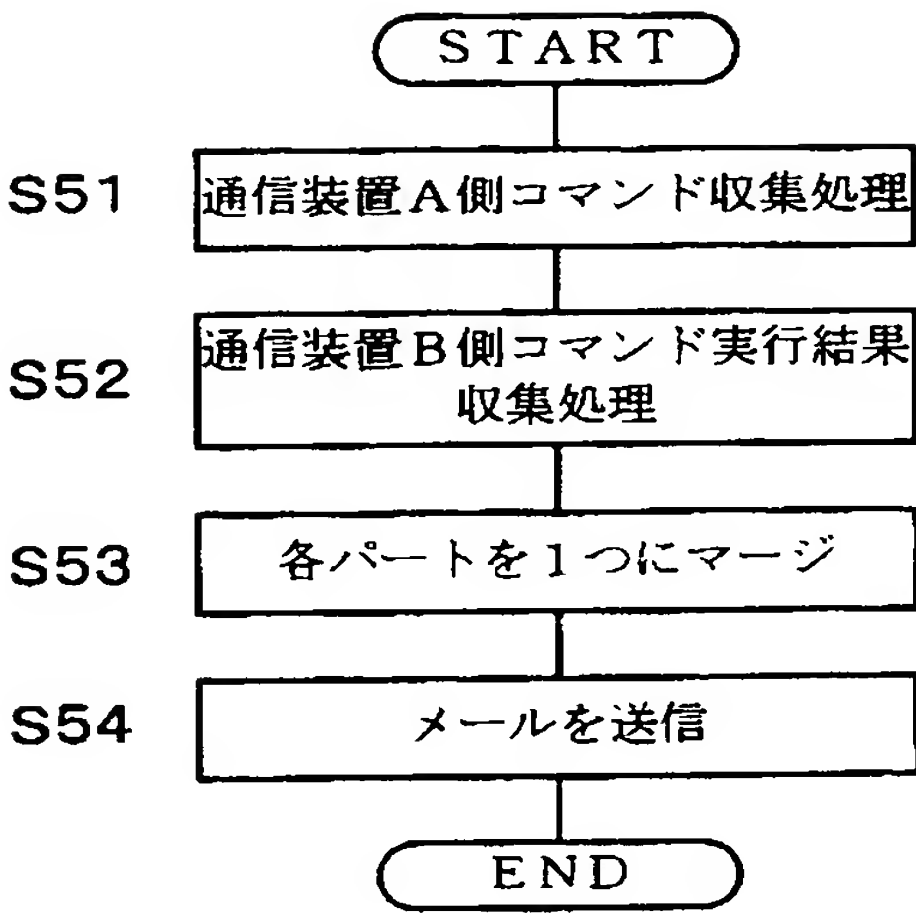 START
S51
通信装置A側コマンド収集処理
S52
通信装置B側コマンド実行結果
収集処理
S53
各パートを1つにマージ
S54
メールを送信
END